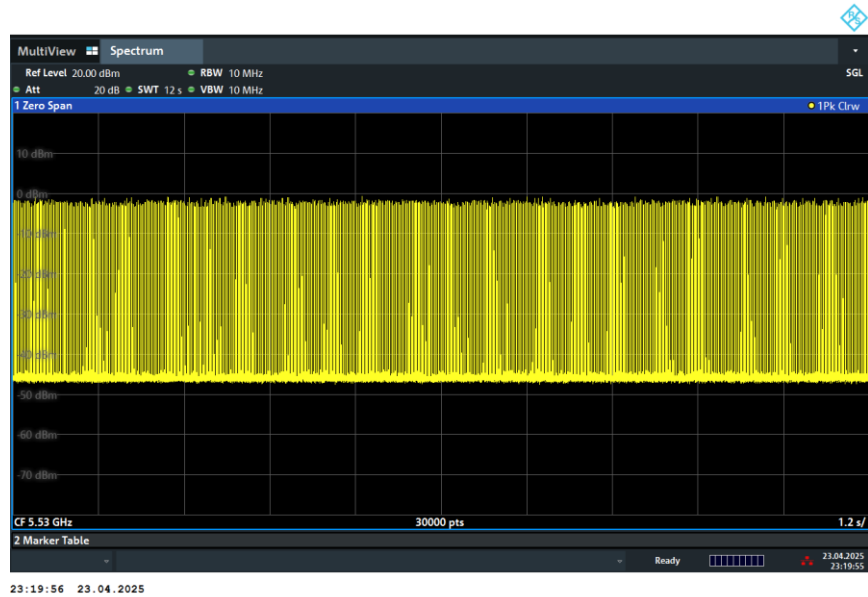 R&S
MultiView Spectrum
Ref Level 20.00 dBm RBW 10 MHz SGL
Att 20 dB SWT 12 s VBW 10 MHz
1 Zero Span 1Pk Clrw
10 dBm
0 dBm
-10 dBm
-20 dBm
-30 dBm
-40 dBm
-50 dBm
-60 dBm
-70 dBm
CF 5.53 GHz 30000 pts 1.2 s/
2 Marker Table
Ready 23.04.2025
23:19:55
23:19:56 23.04.2025